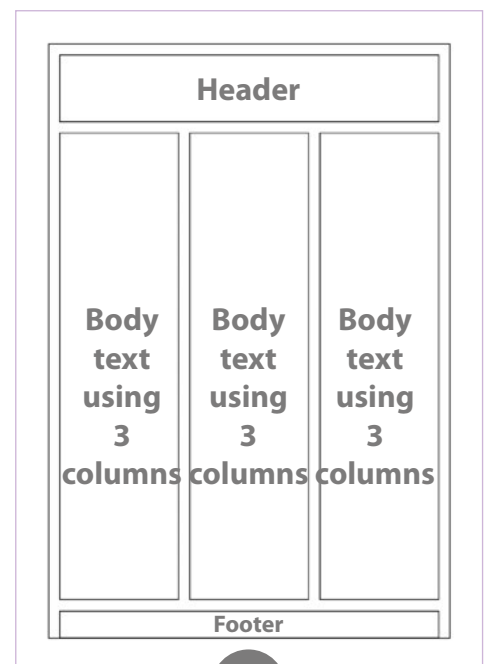 Header
Body
text
using
3
columns
Body
text
using
3
columns
Body
text
using
3
columns
Footer